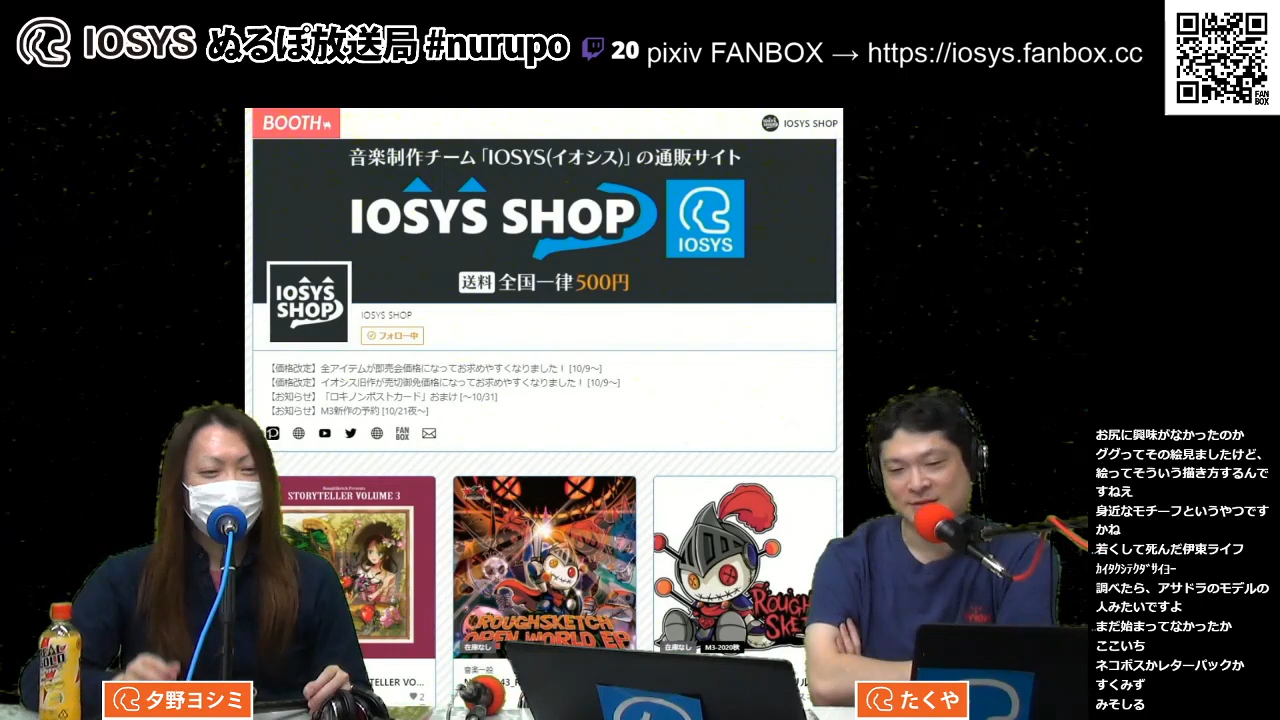 IOSYS ぬるぽ放送局 #nurupo 20 pixiv FANBOX → https://iosys.fanbox.cc
FAN
BOX
BOOTH
IOSYS SHOP
音楽制作チーム「IOSYS(イオシス)」の通販サイト
IOSYS SHOP
IOSYS
送料 全国一律500円
IOSYS
SHOP
IOSYS SHOP
フォロー中
【価格改定】全アイテムが即売会価格になってお求めやすくなりました！ [10/9～]
【価格改定】イオシス旧作が売切御免価格になってお求めやすくなりました！ [10/9～]
【お知らせ】「ロキノンポストカード」おまけ [～10/31]
【お知らせ】M3新作の予約 [10/21夜～]
FAN
BOX
STORYTELLER VOLUME 3
ROUGHSKETCH
OPEN WORLD EP
在庫なし
在庫なし
M3-2020秋
音楽一般
2
REAL
GOLD
夕野ヨシミ
たくや
お尻に興味がなかったのか
ググってその絵見ましたけど、
絵ってそういう描き方するんで
すねえ
身近なモチーフというやつです
かね
若くして死んだ伊東ライフ
ｶｲﾀｸｼﾃｸﾀﾞｻｲﾖｰ
調べたら、アサドラのモデルの
人みたいですよ
まだ始まってなかったか
ここいち
ネコポスかレターパックか
すくみず
みそしる